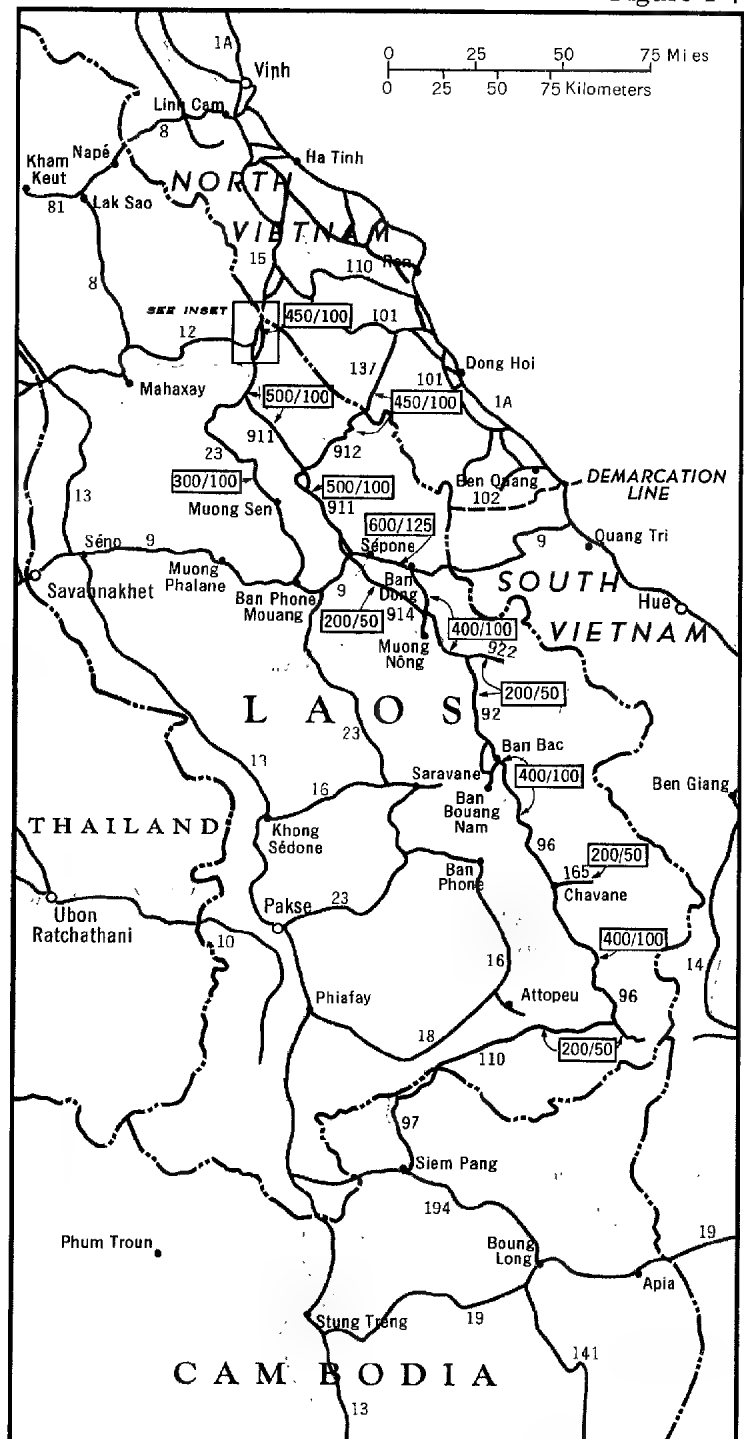 1A
0 25 50 75 Mi es
0 25 50 75 Kilometers
Vinh
Linh Cam
8
Napé
Kham
Keut
81
Lak Sao
Ha Tinh
NORTH
VIETNAM
15
110
Ron
8
SEE INSET
450/100
101
12
Mahaxay
137
101
Dong Hoi
1A
500/100
450/100
911
912
23
300/100
500/100
Muong Sen
911
Ben Quang
102
DEMARCATION
LINE
13
600/125
Séno
9
Sépone
9
Quang Tri
Savannakhet
Muong
Phalane
Ban Phone
Mouang
9
Ban
Dong
SOUTH
VIETNAM
Hue
200/50
914
400/100
Muong
Nông
922
200/50
LAOS
92
23
13
Ban Bac
16
Saravane
400/100
Ben Giang
Ban
Bouang
Nam
THAILAND
Khong
Sédone
96
200/50
165
Chavane
Ban
Phone
Ubon
Ratchathani
Pakse
23
10
400/100
16
14
Phiafay
Attopeu
96
18
200/50
110
97
Siem Pang
194
Phum Troun
Boung
Long
19
Apia
Stung Treng
19
141
CAMBODIA
13